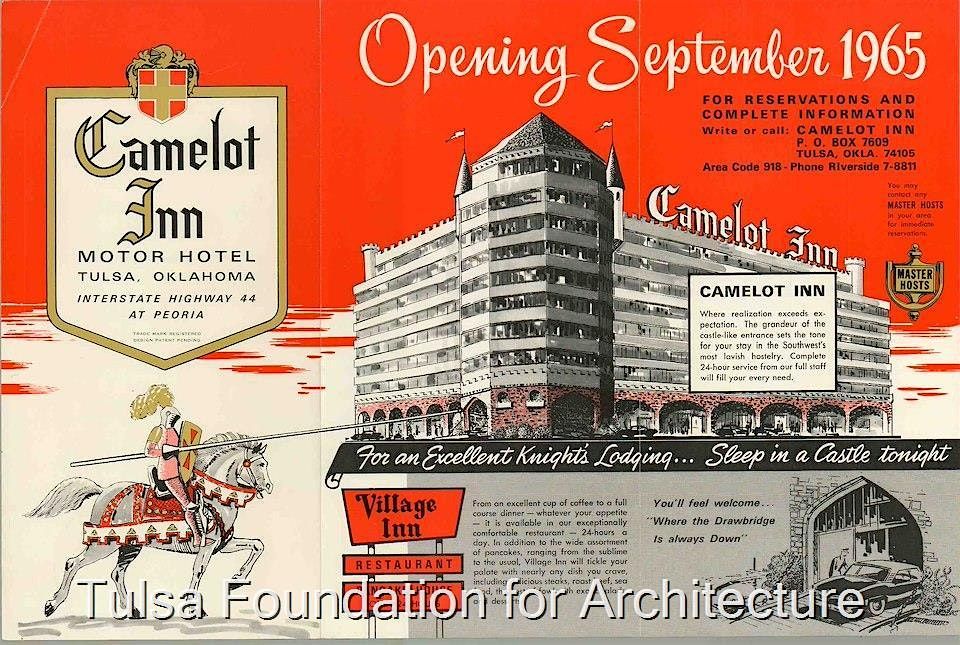 Opening September 1965
FOR RESERVATIONS AND
COMPLETE INFORMATION
Write or call: CAMELOT INN
P. O. BOX 7609
TULSA, OKLA. 74105
Area Code 918 - Phone RIverside 7-8811
You may
contact any
MASTER HOSTS
in your area
for immediate
reservations.
MASTER
HOSTS
Camelot
Inn
MOTOR HOTEL
TULSA, OKLAHOMA
INTERSTATE HIGHWAY 44
AT PEORIA
TRADE MARK REGISTERED
DESIGN PATENT PENDING
Camelot Inn
CAMELOT INN
Where realization exceeds ex-
pectation. The grandeur of the
castle-like entrance sets the tone
for your stay in the Southwest's
most lavish hostelry. Complete
24-hour service from our full staff
will fill your every need.
For an Excellent Knight's Lodging... Sleep in a Castle tonight
Village
Inn
RESTAURANT
From an excellent cup of coffee to a full
course dinner — whatever your appetite
— it is available in our exceptionally
comfortable restaurant — 24-hours a
day. In addition to the wide assortment
of pancakes, ranging from the sublime
to the usual, Village Inn will tickle your
palate with nearly any dish you crave,
including delicious steaks, roast beef, sea
You'll feel welcome...
"Where the Drawbridge
Is always Down"
Tulsa Foundation for Architecture